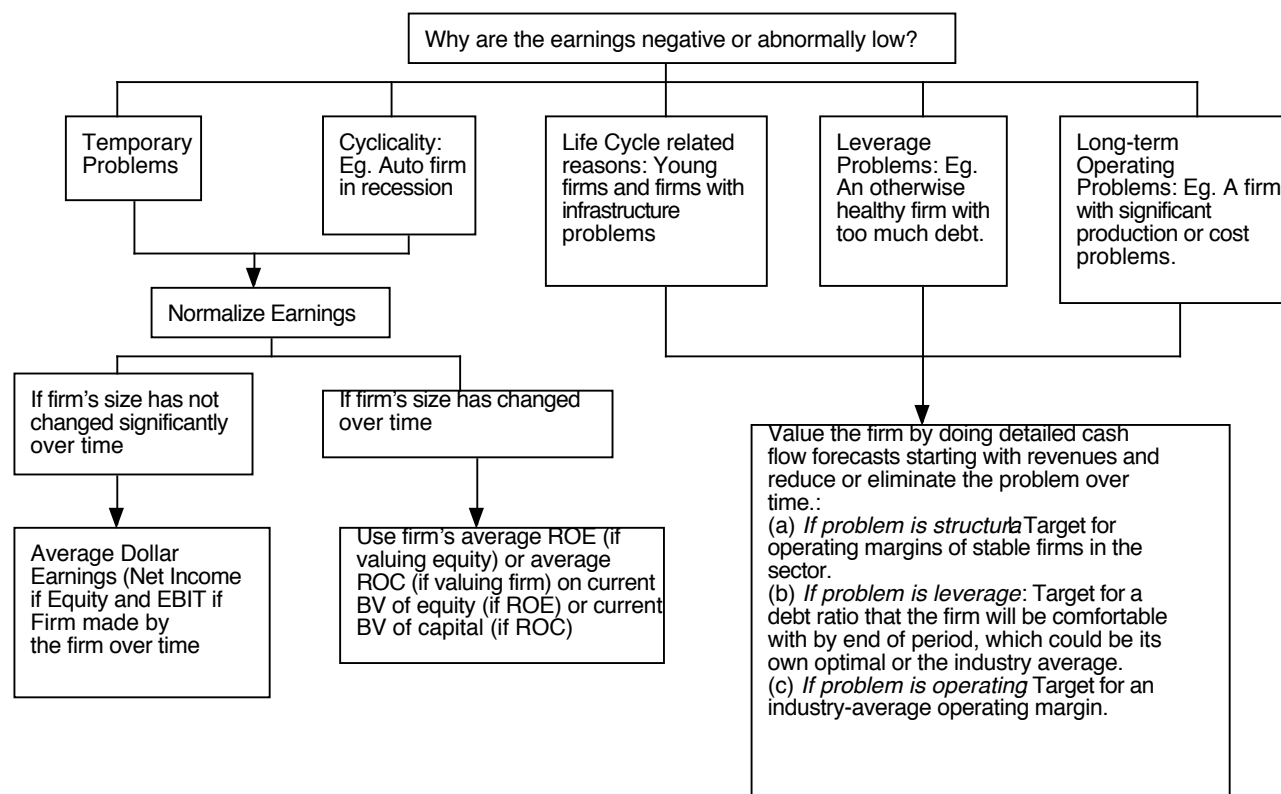 Why are the earnings negative or abnormally low?
Temporary
Problems
Cyclicality:
Eg. Auto firm
in recession
Life Cycle related
reasons: Young
firms and firms with
infrastructure
problems
Leverage
Problems: Eg.
An otherwise
healthy firm with
too much debt.
Long-term
Operating
Problems: Eg. A firm
with significant
production or cost
problems.
Normalize Earnings
If firm’s size has not
changed significantly
over time
If firm’s size has changed
over time
Average Dollar
Earnings (Net Income
if Equity and EBIT if
Firm made by
the firm over time
Use firm’s average ROE (if
valuing equity) or average
ROC (if valuing firm) on current
BV of equity (if ROE) or current
BV of capital (if ROC)
Value the firm by doing detailed cash
flow forecasts starting with revenues and
reduce or eliminate the problem over
time.:
(a) If problem is structural: Target for
operating margins of stable firms in the
sector.
(b) If problem is leverage: Target for a
debt ratio that the firm will be comfortable
with by end of period, which could be its
own optimal or the industry average.
(c) If problem is operating: Target for an
industry-average operating margin.